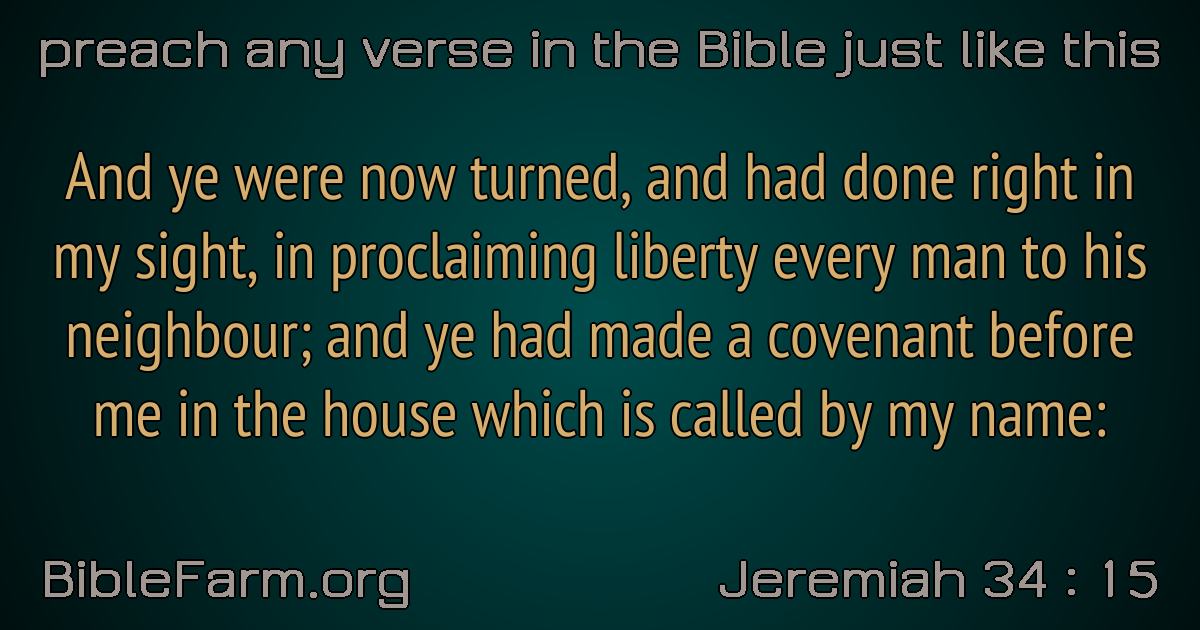 preach any verse in the Bible just like this
And ye were now turned, and had done right in
my sight, in proclaiming liberty every man to his
neighbour; and ye had made a covenant before
me in the house which is called by my name:
BibleFarm.org
Jeremiah 34 : 15